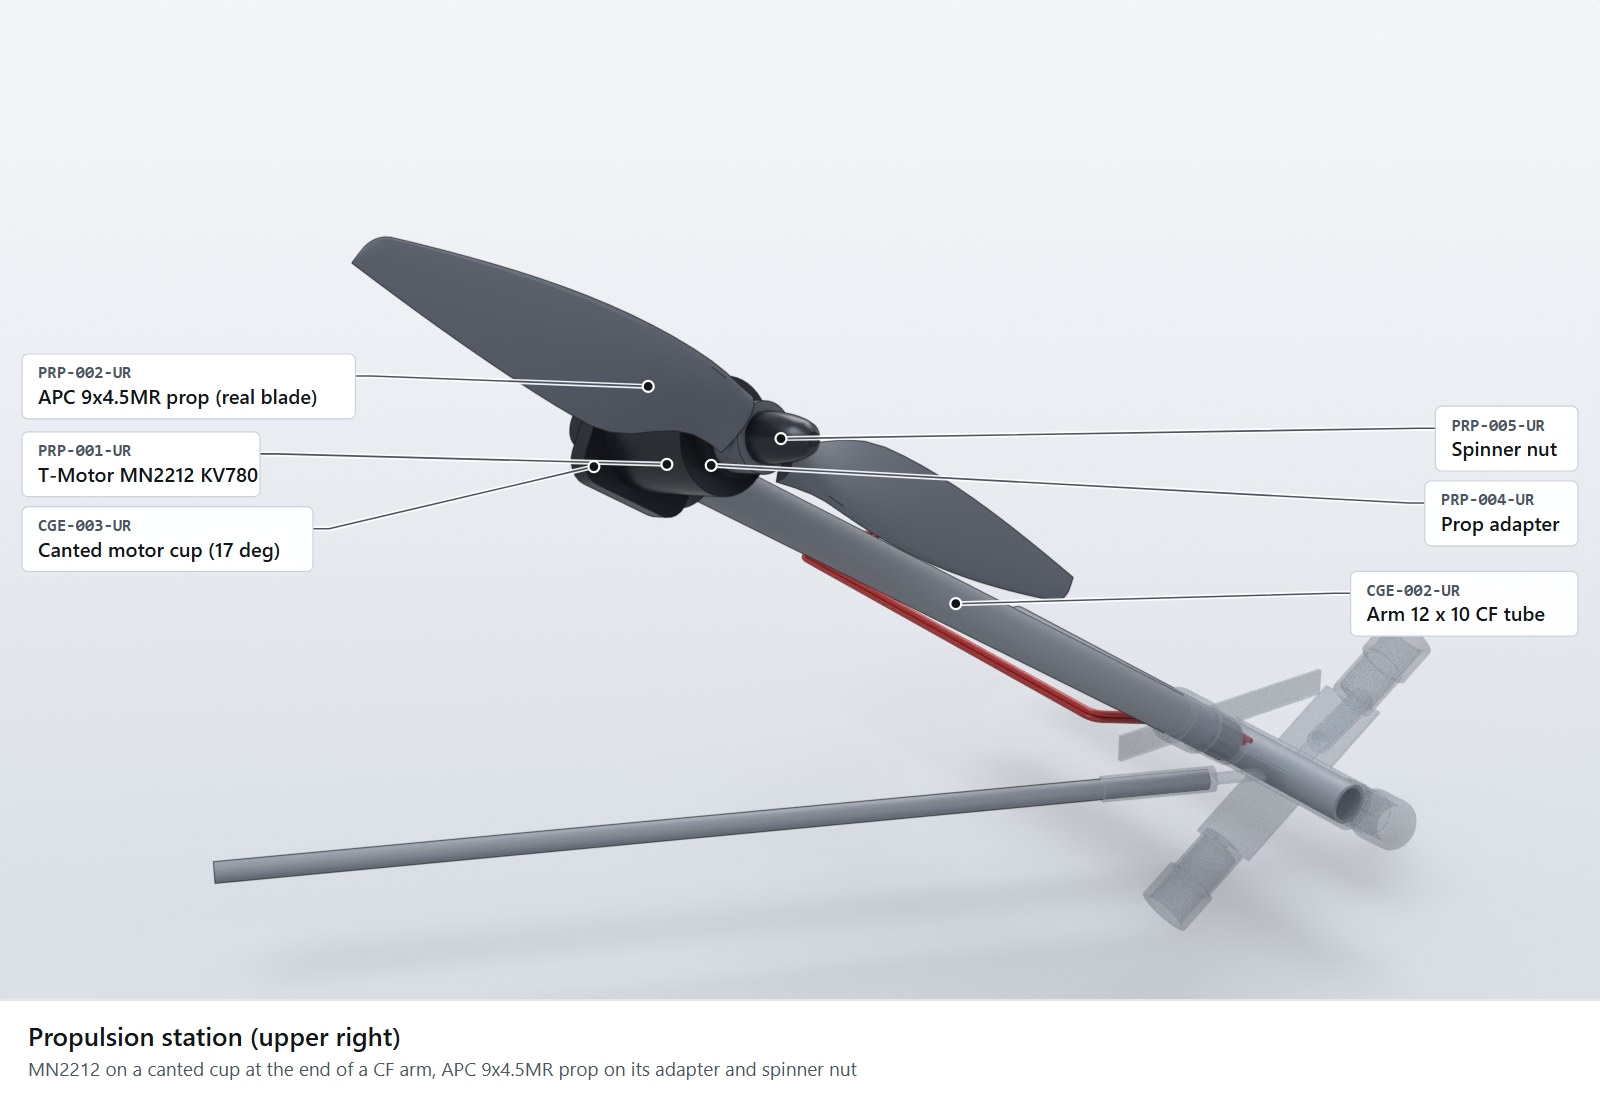 PRP-002-UR
APC 9x4.5MR prop (real blade)
PRP-001-UR
T-Motor MN2212 KV780
CGE-003-UR
Canted motor cup (17 deg)
PRP-005-UR
Spinner nut
PRP-004-UR
Prop adapter
CGE-002-UR
Arm 12 x 10 CF tube
Propulsion station (upper right)
MN2212 on a canted cup at the end of a CF arm, APC 9x4.5MR prop on its adapter and spinner nut